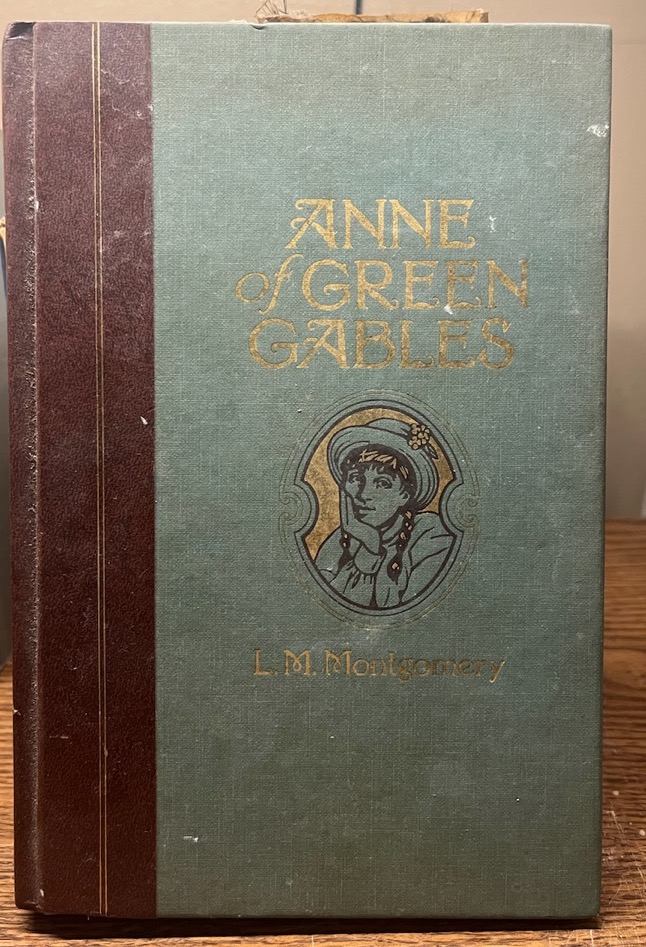 ANNE
of GREEN
GABLES
L. M. Montgomery